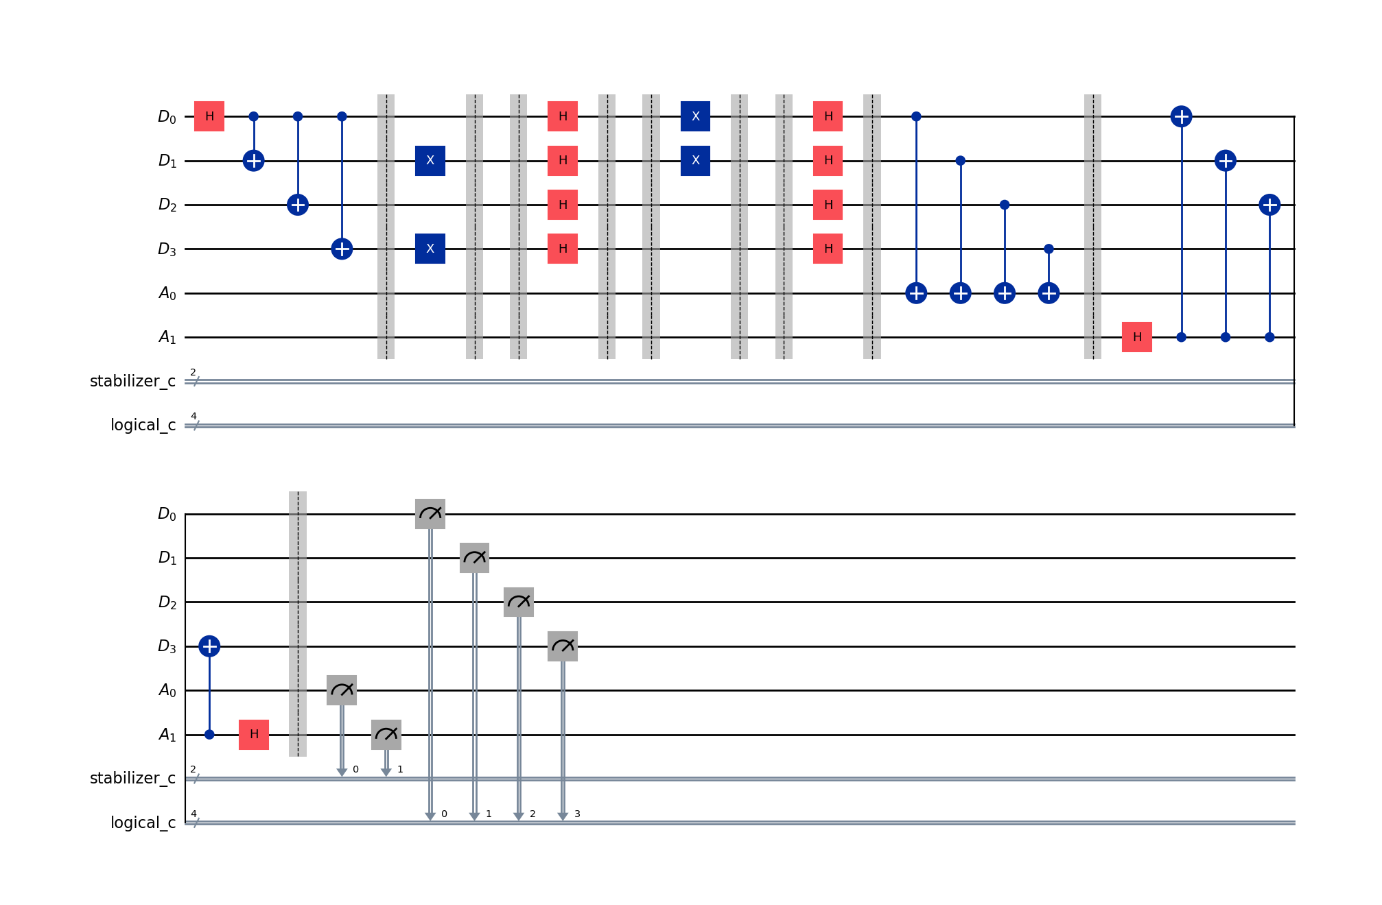 D0 H X H
D1 X H X H
D2 H H
D3 X H H
A0
A1 H
stabilizer_c 2
logical_c 4
D0
D1
D2
D3
A0
A1 H
stabilizer_c 2 0 1
logical_c 4 0 1 2 3